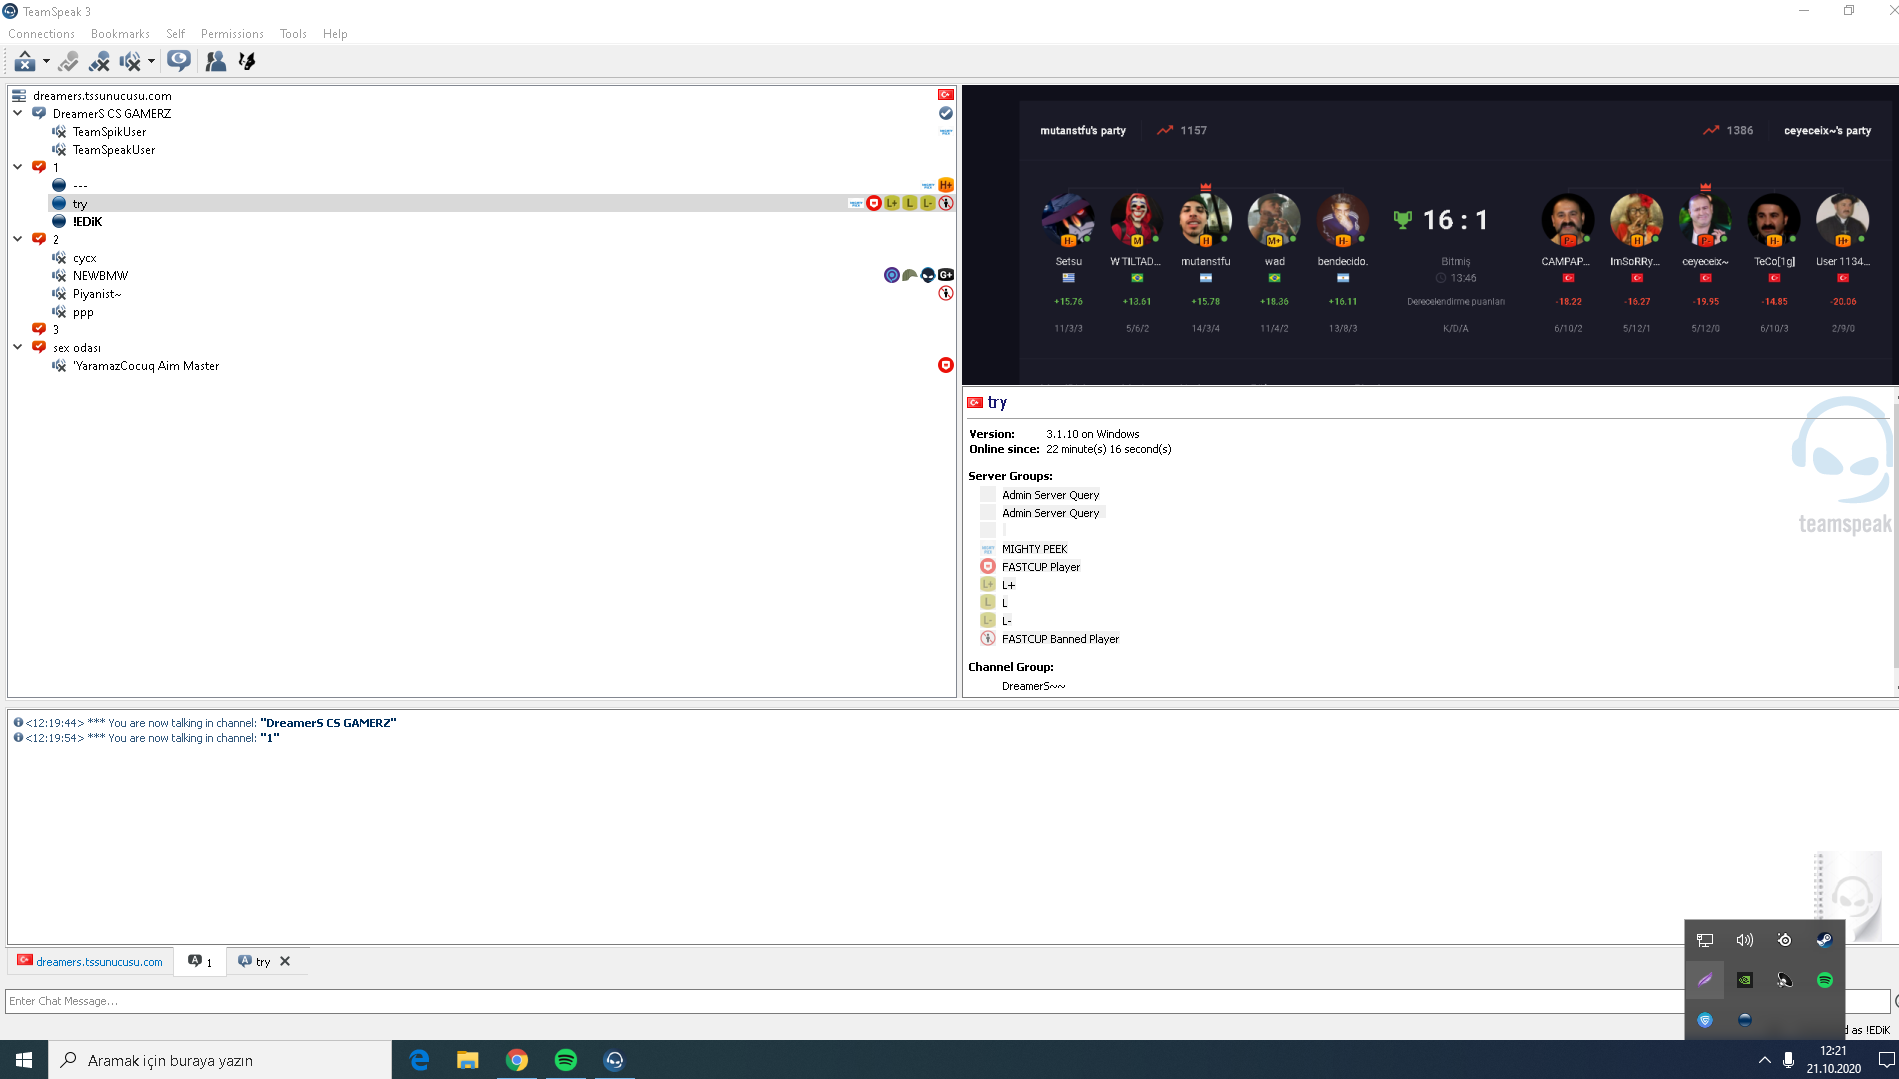 TeamSpeak 3
Connections Bookmarks Self Permissions Tools Help
dreamers.tssunucusu.com
DreamerS CS GAMERZ
TeamSpikUser
TeamSpeakUser
1
---
H+
try
L+ L L-
!EDiK
2
cycx
NEWBMW
G+
Piyanist~
ppp
3
sex odası
'YaramazCocuq Aim Master
mutanstfu's party 1157
1386 ceyeceix~'s party
H- M H M+ H-
16 : 1
P- H P- H- H+
Setsu W TILTAD... mutanstfu wad bendecido.
Bitmiş
CAMPAP... ImSoRRy... ceyeceix~ TeCo[1g] User 1134...
13:46
+15.76 +13.61 +15.78 +18.36 +16.11
Derecelendirme puanları
-18.22 -16.27 -19.95 -14.85 -20.06
11/3/3 5/6/2 14/3/4 11/4/2 13/8/3
K/D/A
6/10/2 5/12/1 5/12/0 6/10/3 2/9/0
try
Version: 3.1.10 on Windows
Online since: 22 minute(s) 16 second(s)
teamspeak
Server Groups:
Admin Server Query
Admin Server Query
MIGHTY PEEK
FASTCUP Player
L+ L+
L L
L- L-
FASTCUP Banned Player
Channel Group:
DreamerS~~
<12:19:44> *** You are now talking in channel: "DreamerS CS GAMERZ"
<12:19:54> *** You are now talking in channel: "1"
dreamers.tssunucusu.com
A 1
A try
Enter Chat Message...
d as !EDiK
Aramak için buraya yazın
12:21
21.10.2020